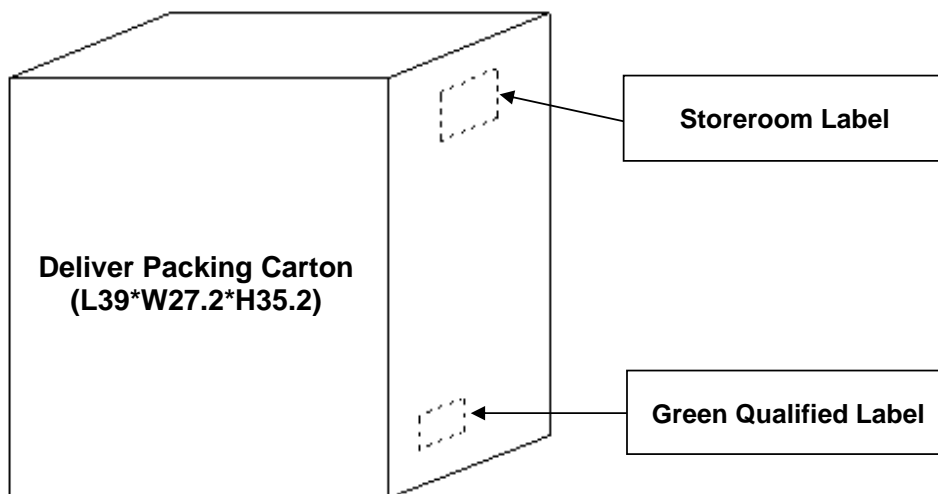 Storeroom Label
Deliver Packing Carton
(L39*W27.2*H35.2)
Green Qualified Label